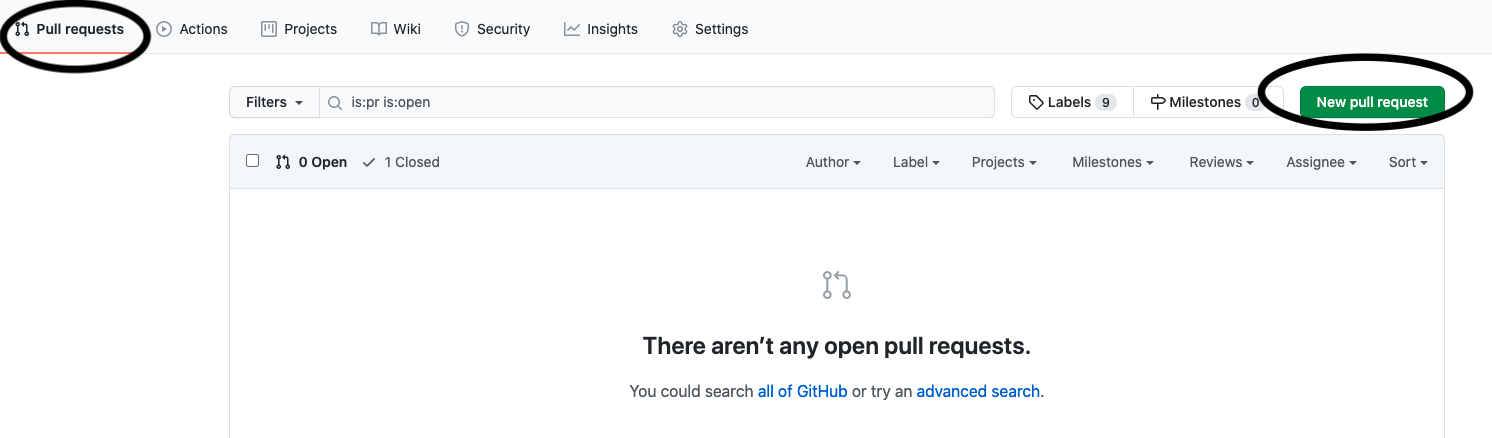 Pull requests Actions Projects Wiki Security Insights Settings
Filters is:pr is:open Labels 9 Milestones 0 New pull request
0 Open 1 Closed Author Label Projects Milestones Reviews Assignee Sort
There aren’t any open pull requests.
You could search all of GitHub or try an advanced search.